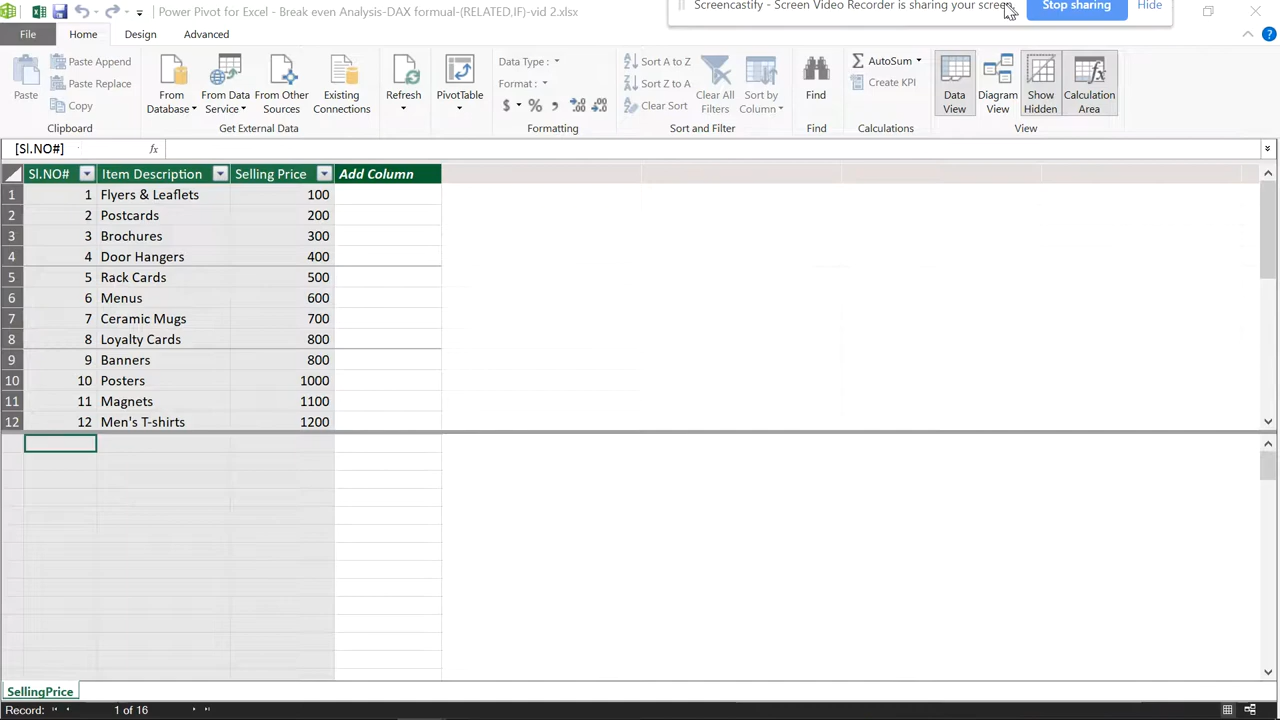 Power Pivot for Excel - Break even Analysis-DAX formual-(RELATED,IF)-vid 2.xlsx
Screencastify - Screen Video Recorder is sharing your screen.
Stop sharing
Hide
File
Home
Design
Advanced
Paste
Paste Append
Paste Replace
Copy
Clipboard
From Database
From Data Service
From Other Sources
Existing Connections
Get External Data
Refresh
PivotTable
Data Type :
Format :
$ % ,
Formatting
Sort A to Z
Sort Z to A
Clear Sort
Clear All Filters
Sort by Column
Sort and Filter
Find
Find
AutoSum
Create KPI
Calculations
Data View
Diagram View
Show Hidden
Calculation Area
View
[Sl.NO#]
fx
Sl.NO# Item Description Selling Price Add Column
1 1 Flyers & Leaflets 100
2 2 Postcards 200
3 3 Brochures 300
4 4 Door Hangers 400
5 5 Rack Cards 500
6 6 Menus 600
7 7 Ceramic Mugs 700
8 8 Loyalty Cards 800
9 9 Banners 800
10 10 Posters 1000
11 11 Magnets 1100
12 12 Men's T-shirts 1200
SellingPrice
Record: 1 of 16